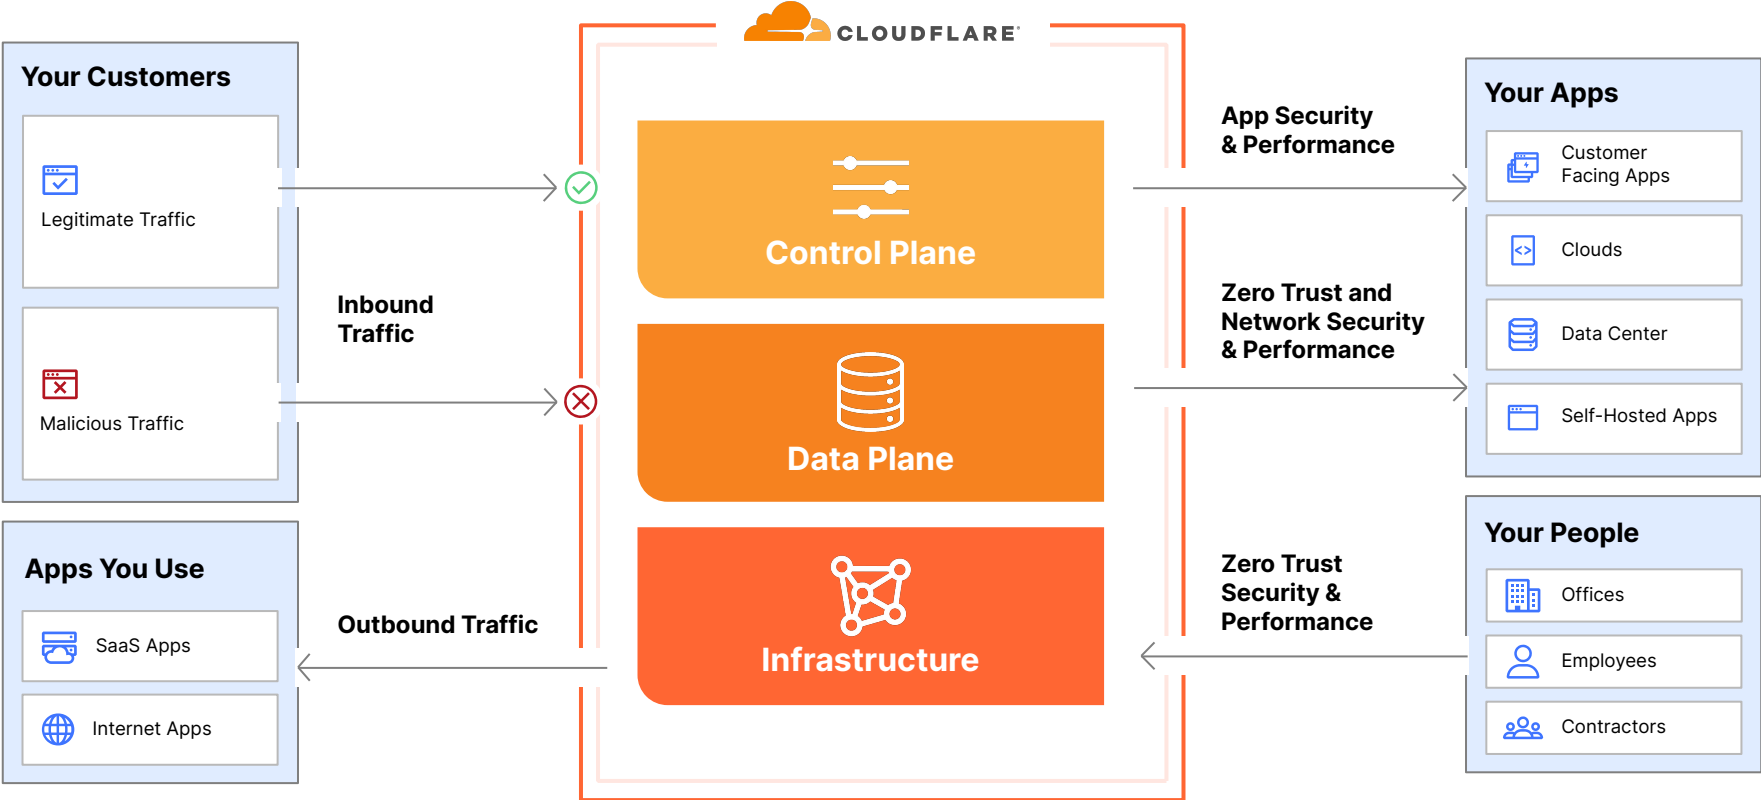 CLOUDFLARE
Your Customers
Legitimate Traffic
Malicious Traffic
Inbound
Traffic
Apps You Use
SaaS Apps
Internet Apps
Outbound Traffic
Control Plane
Data Plane
Infrastructure
App Security
& Performance
Zero Trust and
Network Security
& Performance
Zero Trust
Security &
Performance
Your Apps
Customer
Facing Apps
Clouds
Data Center
Self-Hosted Apps
Your People
Offices
Employees
Contractors